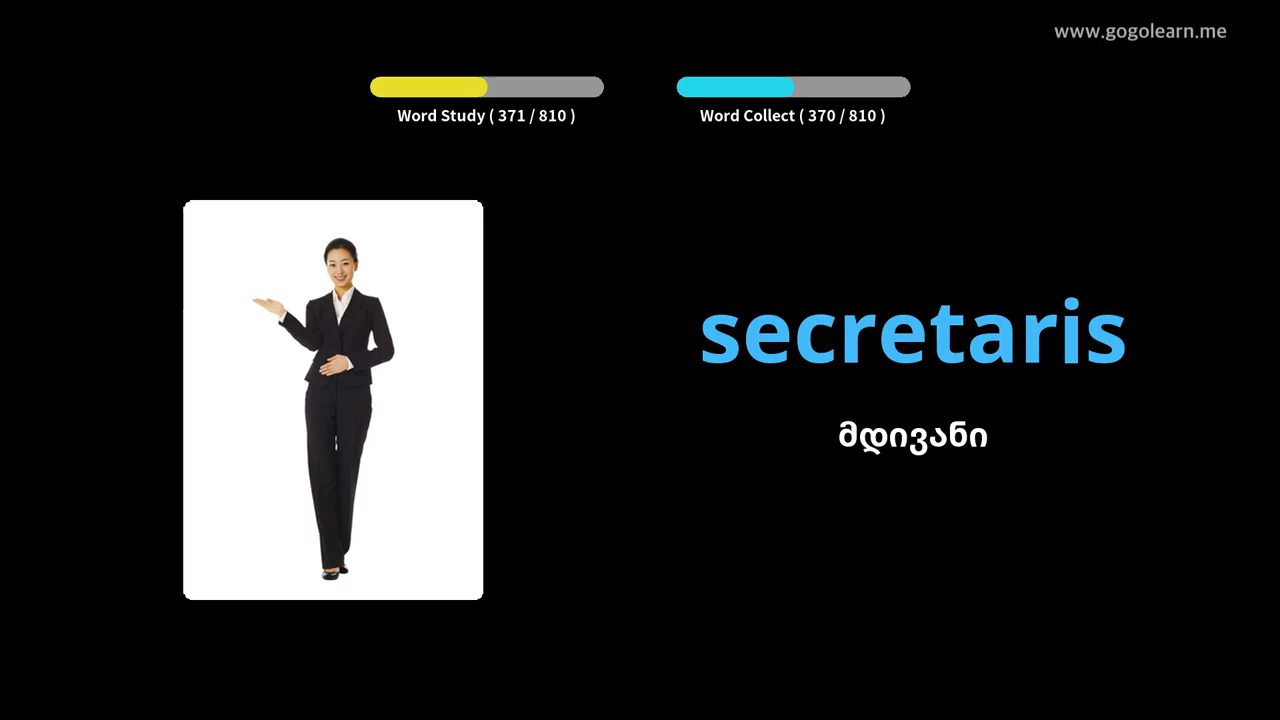 www.gogolearn.me
Word Study ( 371 / 810 )
Word Collect ( 370 / 810 )
secretaris
მდივანი